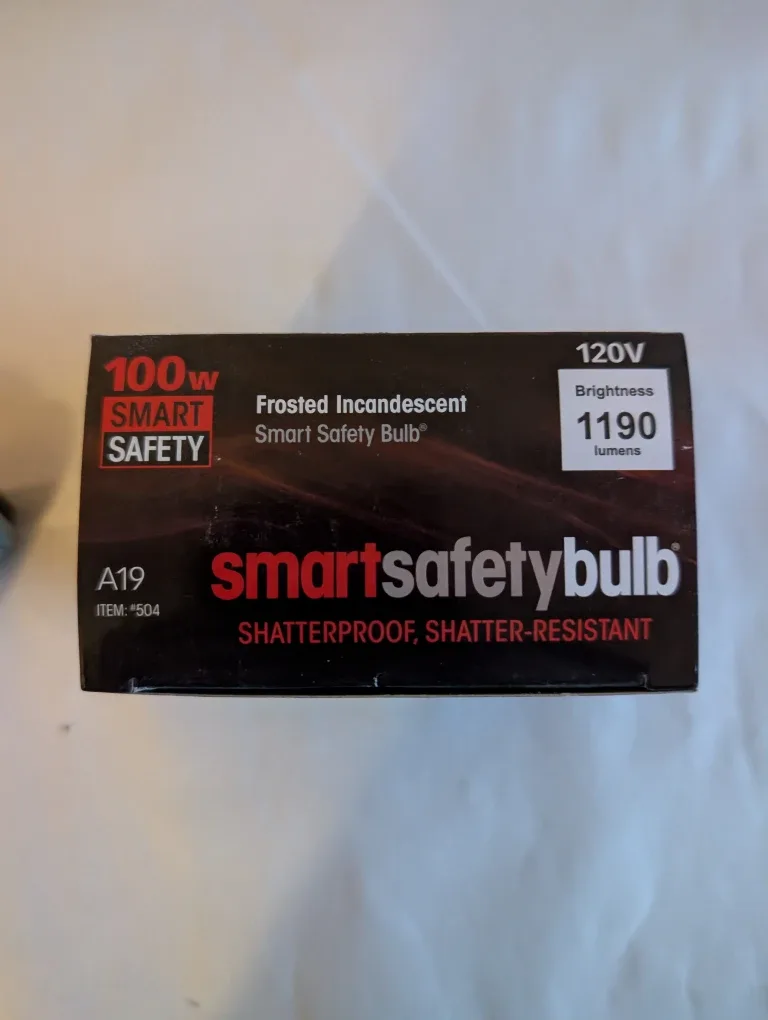 100w
SMART
SAFETY
Frosted Incandescent
Smart Safety Bulb®
120V
Brightness
1190
lumens
A19
ITEM: #504
smartsafetybulb®
SHATTERPROOF, SHATTER-RESISTANT